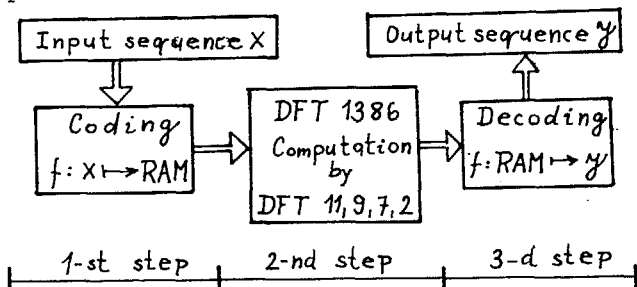 Input sequence X
Output sequence Y
Coding
f: X ↦ RAM
DFT 1386
Computation
by
DFT 11, 9, 7, 2
Decoding
f: RAM ↦ Y
1-st step
2-nd step
3-d step